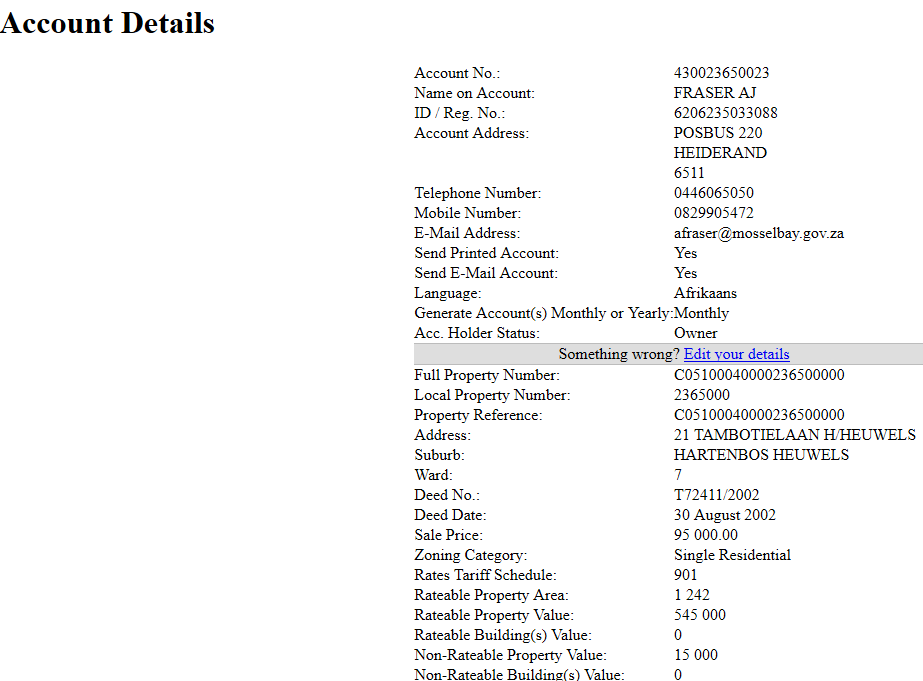 Account Details
Account No.: 430023650023
Name on Account: FRASER AJ
ID / Reg. No.: 6206235033088
Account Address: POSBUS 220
HEIDERAND
6511
Telephone Number: 0446065050
Mobile Number: 0829905472
E-Mail Address: afraser@mosselbay.gov.za
Send Printed Account: Yes
Send E-Mail Account: Yes
Language: Afrikaans
Generate Account(s) Monthly or Yearly:Monthly
Acc. Holder Status: Owner
Something wrong? Edit your details
Full Property Number: C05100040000236500000
Local Property Number: 2365000
Property Reference: C05100040000236500000
Address: 21 TAMBOTIELAAN H/HEUWELS
Suburb: HARTENBOS HEUWELS
Ward: 7
Deed No.: T72411/2002
Deed Date: 30 August 2002
Sale Price: 95 000.00
Zoning Category: Single Residential
Rates Tariff Schedule: 901
Rateable Property Area: 1 242
Rateable Property Value: 545 000
Rateable Building(s) Value: 0
Non-Rateable Property Value: 15 000
Non-Rateable Building(s) Value: 0